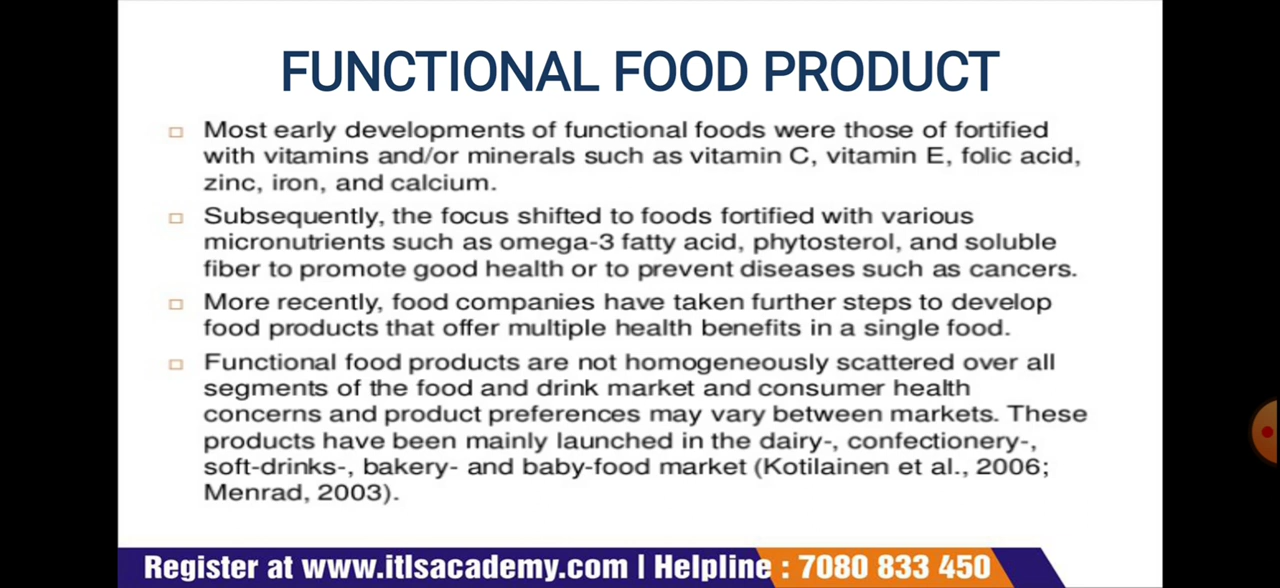 FUNCTIONAL FOOD PRODUCT
Most early developments of functional foods were those of fortified
with vitamins and/or minerals such as vitamin C, vitamin E, folic acid,
zinc, iron, and calcium.
Subsequently, the focus shifted to foods fortified with various
micronutrients such as omega-3 fatty acid, phytosterol, and soluble
fiber to promote good health or to prevent diseases such as cancers.
More recently, food companies have taken further steps to develop
food products that offer multiple health benefits in a single food.
Functional food products are not homogeneously scattered over all
segments of the food and drink market and consumer health
concerns and product preferences may vary between markets. These
products have been mainly launched in the dairy-, confectionery-,
soft-drinks-, bakery- and baby-food market (Kotilainen et al., 2006;
Menrad, 2003).
Register at www.itlsacademy.com | Helpline : 7080 833 450